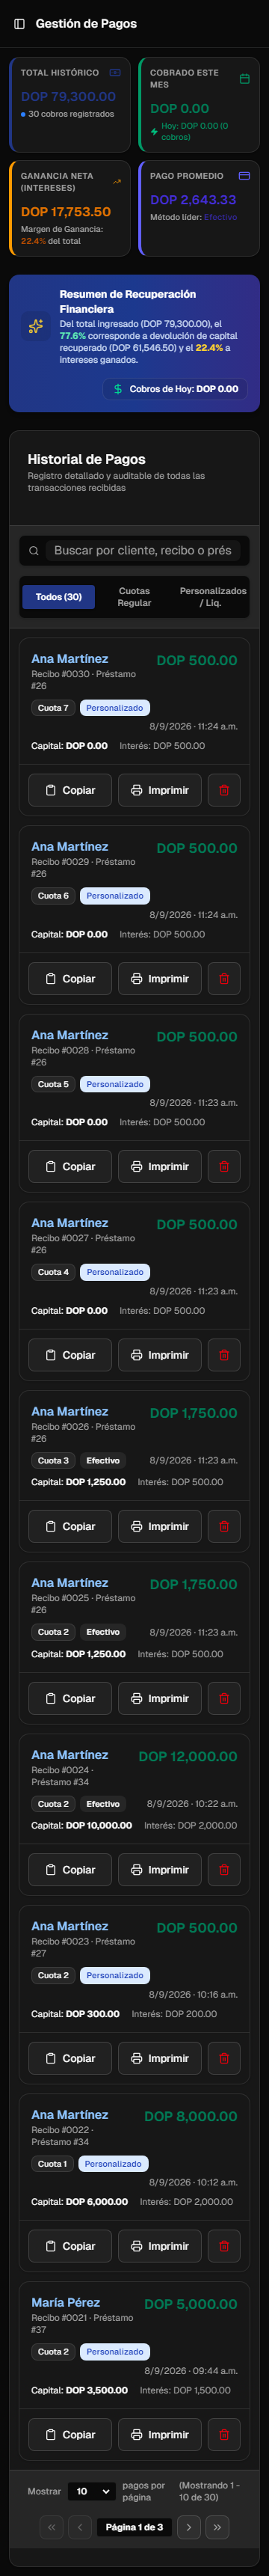 Gestión de Pagos
TOTAL HISTÓRICO
DOP 79,300.00
30 cobros registrados
COBRADO ESTE
MES
DOP 0.00
Hoy: DOP 0.00 (0
cobros)
GANANCIA NETA
(INTERESES)
DOP 17,753.50
Margen de Ganancia:
22.4% del total
PAGO PROMEDIO
DOP 2,643.33
Método líder: Efectivo
Resumen de Recuperación
Financiera
Del total ingresado (DOP 79,300.00), el
77.6% corresponde a devolución de capital
recuperado (DOP 61,546.50) y el 22.4% a
intereses ganados.
Cobros de Hoy: DOP 0.00
Historial de Pagos
Registro detallado y auditable de todas las
transacciones recibidas
Buscar por cliente, recibo o prés
Todos (30)
Cuotas
Regular
Personalizados
/ Liq.
Ana Martínez
DOP 500.00
Recibo #0030 · Préstamo
#26
Cuota 7 Personalizado
8/9/2026 · 11:24 a.m.
Capital: DOP 0.00 Interés: DOP 500.00
Copiar Imprimir
Ana Martínez
DOP 500.00
Recibo #0029 · Préstamo
#26
Cuota 6 Personalizado
8/9/2026 · 11:24 a.m.
Capital: DOP 0.00 Interés: DOP 500.00
Copiar Imprimir
Ana Martínez
DOP 500.00
Recibo #0028 · Préstamo
#26
Cuota 5 Personalizado
8/9/2026 · 11:23 a.m.
Capital: DOP 0.00 Interés: DOP 500.00
Copiar Imprimir
Ana Martínez
DOP 500.00
Recibo #0027 · Préstamo
#26
Cuota 4 Personalizado
8/9/2026 · 11:23 a.m.
Capital: DOP 0.00 Interés: DOP 500.00
Copiar Imprimir
Ana Martínez
DOP 1,750.00
Recibo #0026 · Préstamo
#26
Cuota 3 Efectivo 8/9/2026 · 11:23 a.m.
Capital: DOP 1,250.00 Interés: DOP 500.00
Copiar Imprimir
Ana Martínez
DOP 1,750.00
Recibo #0025 · Préstamo
#26
Cuota 2 Efectivo 8/9/2026 · 11:23 a.m.
Capital: DOP 1,250.00 Interés: DOP 500.00
Copiar Imprimir
Ana Martínez
DOP 12,000.00
Recibo #0024 ·
Préstamo #34
Cuota 2 Efectivo 8/9/2026 · 10:22 a.m.
Capital: DOP 10,000.00 Interés: DOP 2,000.00
Copiar Imprimir
Ana Martínez
DOP 500.00
Recibo #0023 · Préstamo
#27
Cuota 2 Personalizado
8/9/2026 · 10:16 a.m.
Capital: DOP 300.00 Interés: DOP 200.00
Copiar Imprimir
Ana Martínez
DOP 8,000.00
Recibo #0022 ·
Préstamo #34
Cuota 1 Personalizado
8/9/2026 · 10:12 a.m.
Capital: DOP 6,000.00 Interés: DOP 2,000.00
Copiar Imprimir
María Pérez
DOP 5,000.00
Recibo #0021 · Préstamo
#37
Cuota 2 Personalizado
8/9/2026 · 09:44 a.m.
Capital: DOP 3,500.00 Interés: DOP 1,500.00
Copiar Imprimir
Mostrar 10 pagos por
página
(Mostrando 1 -
10 de 30)
Página 1 de 3